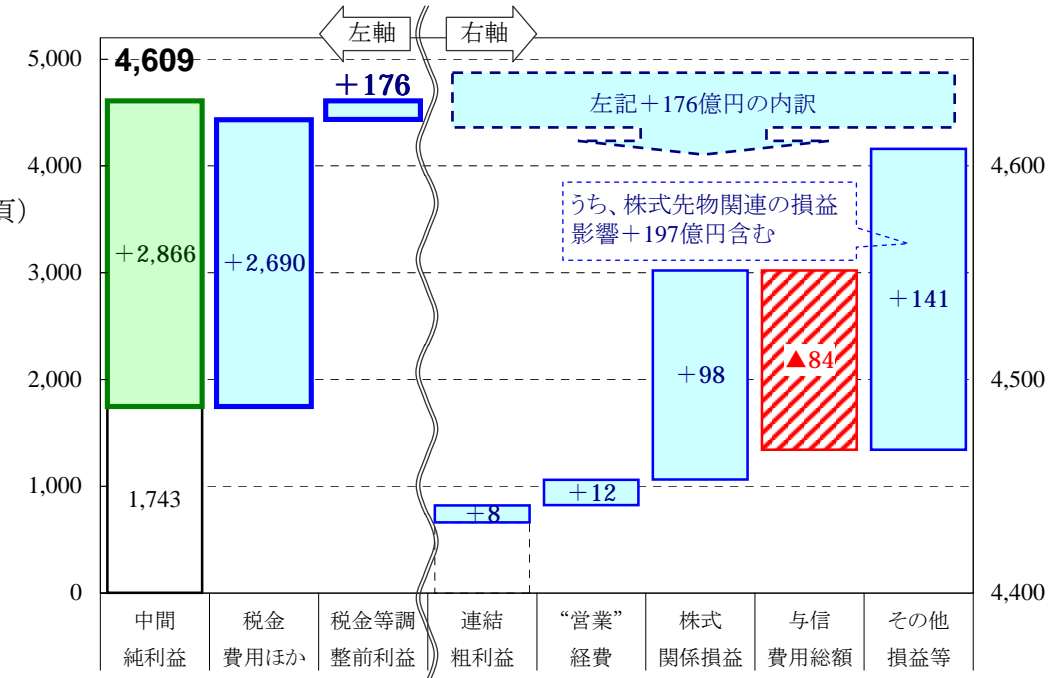 左軸
右軸
5,000
4,000
3,000
2,000
1,000
0
4,600
4,500
4,400
頁）
4,609
+2,866
1,743
+2,690
+176
左記+176億円の内訳
うち、株式先物関連の損益
影響+197億円含む
+8
+12
+98
▲84
+141
中間
純利益
税金
費用ほか
税金等調
整前利益
連結
粗利益
“営業”
経費
株式
関係損益
与信
費用総額
その他
損益等